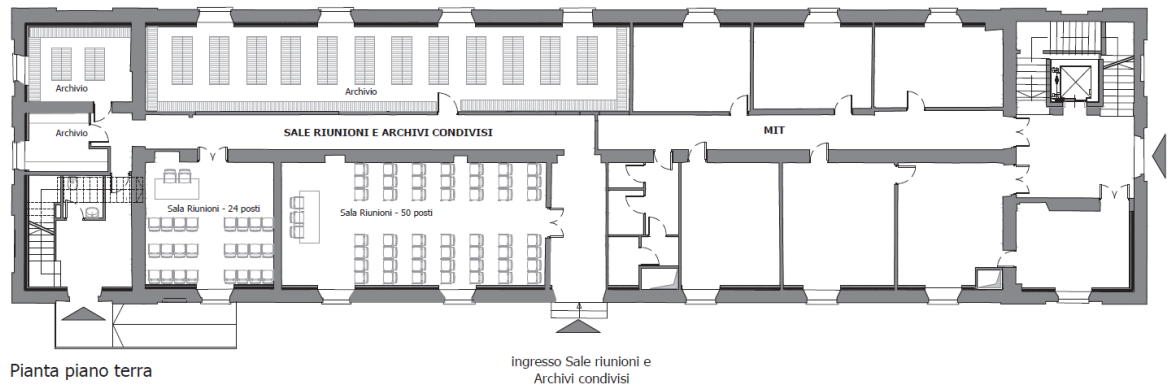 Archivio
Archivio
Archivio
SALE RIUNIONI E ARCHIVI CONDIVISI
MIT
Sala Riunioni - 24 posti
Sala Riunioni - 50 posti
Pianta piano terra
ingresso Sale riunioni e
Archivi condivisi